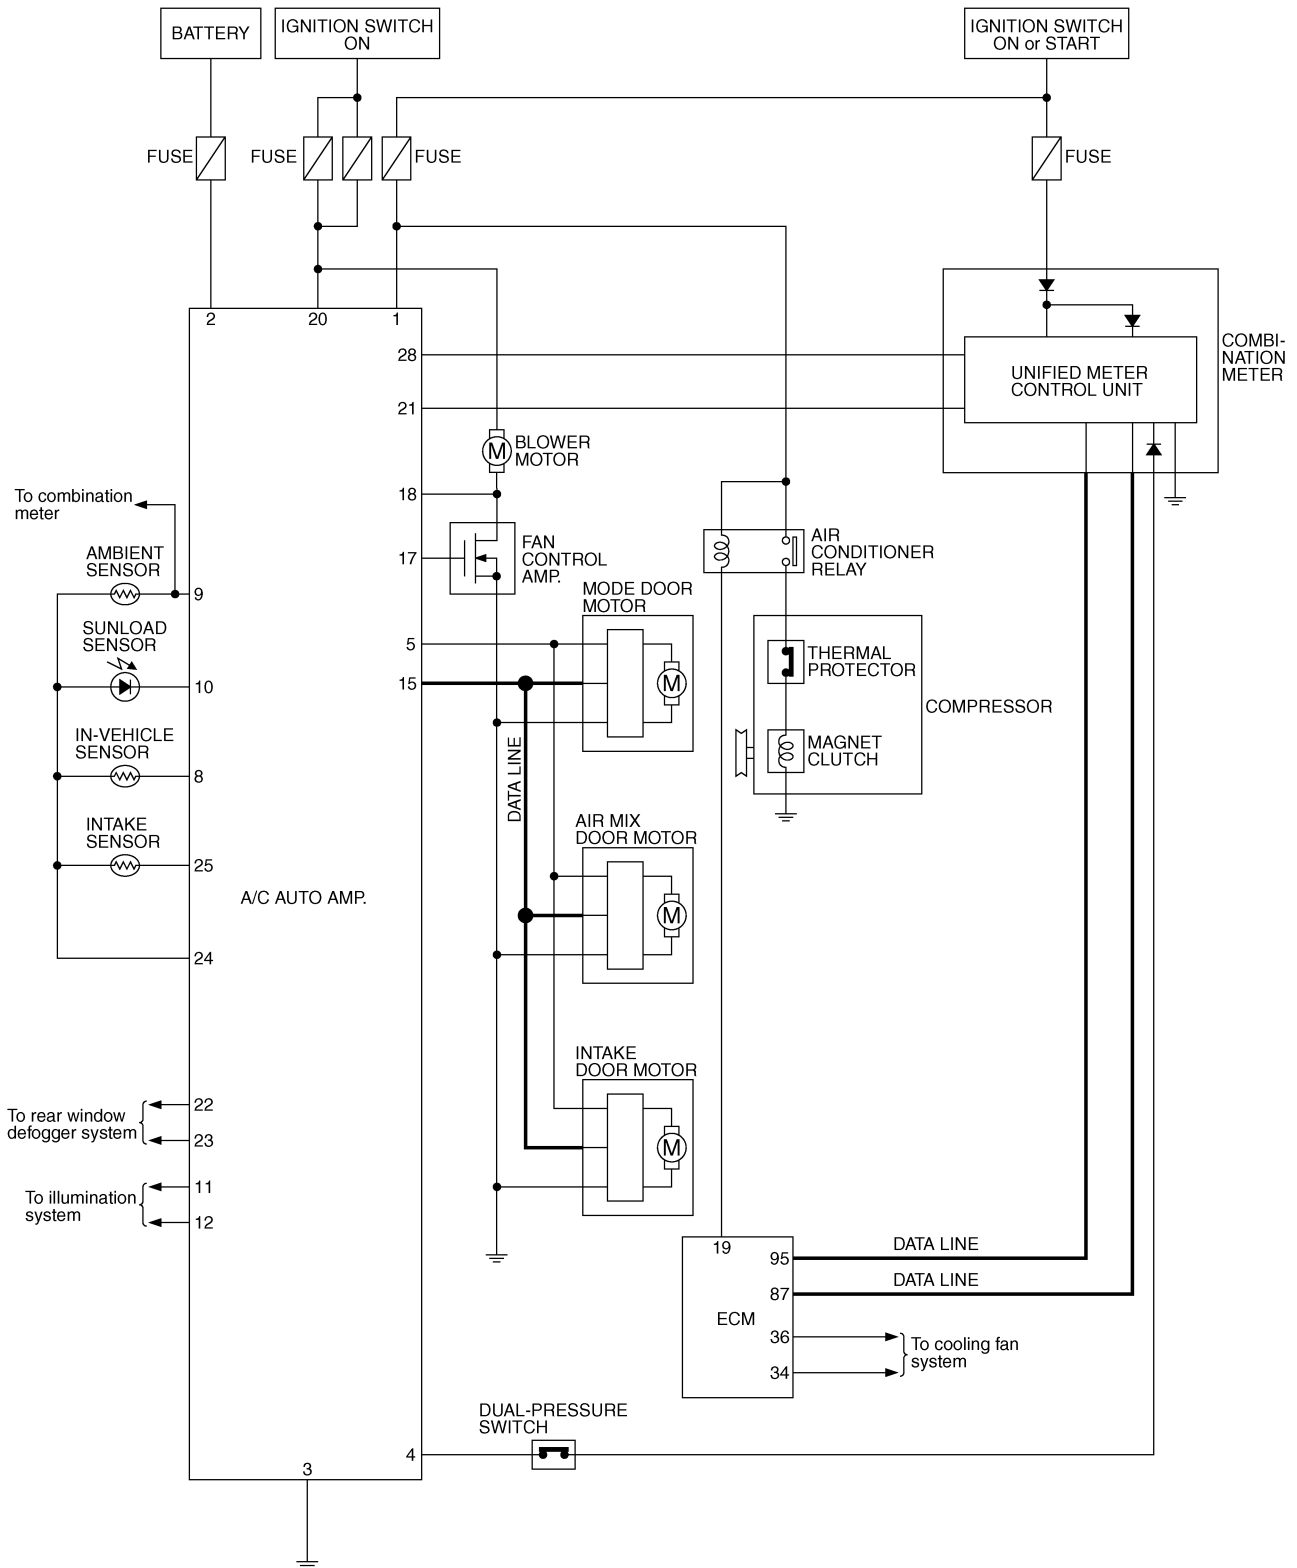 BATTERY
IGNITION SWITCH
ON
IGNITION SWITCH
ON or START
FUSE
FUSE
FUSE
FUSE
2
20
1
28
21
COMBI-
NATION
METER
UNIFIED METER
CONTROL UNIT
M
BLOWER
MOTOR
18
17
FAN
CONTROL
AMP.
AIR
CONDITIONER
RELAY
To combination
meter
AMBIENT
SENSOR
9
SUNLOAD
SENSOR
10
IN-VEHICLE
SENSOR
8
INTAKE
SENSOR
25
24
A/C AUTO AMP.
MODE DOOR
MOTOR
5
15
M
DATA LINE
THERMAL
PROTECTOR
COMPRESSOR
MAGNET
CLUTCH
AIR MIX
DOOR MOTOR
M
INTAKE
DOOR MOTOR
M
22
To rear window
defogger system
23
11
To illumination
system
12
19
95
DATA LINE
87
DATA LINE
ECM
36
To cooling fan
system
34
DUAL-PRESSURE
SWITCH
4
3